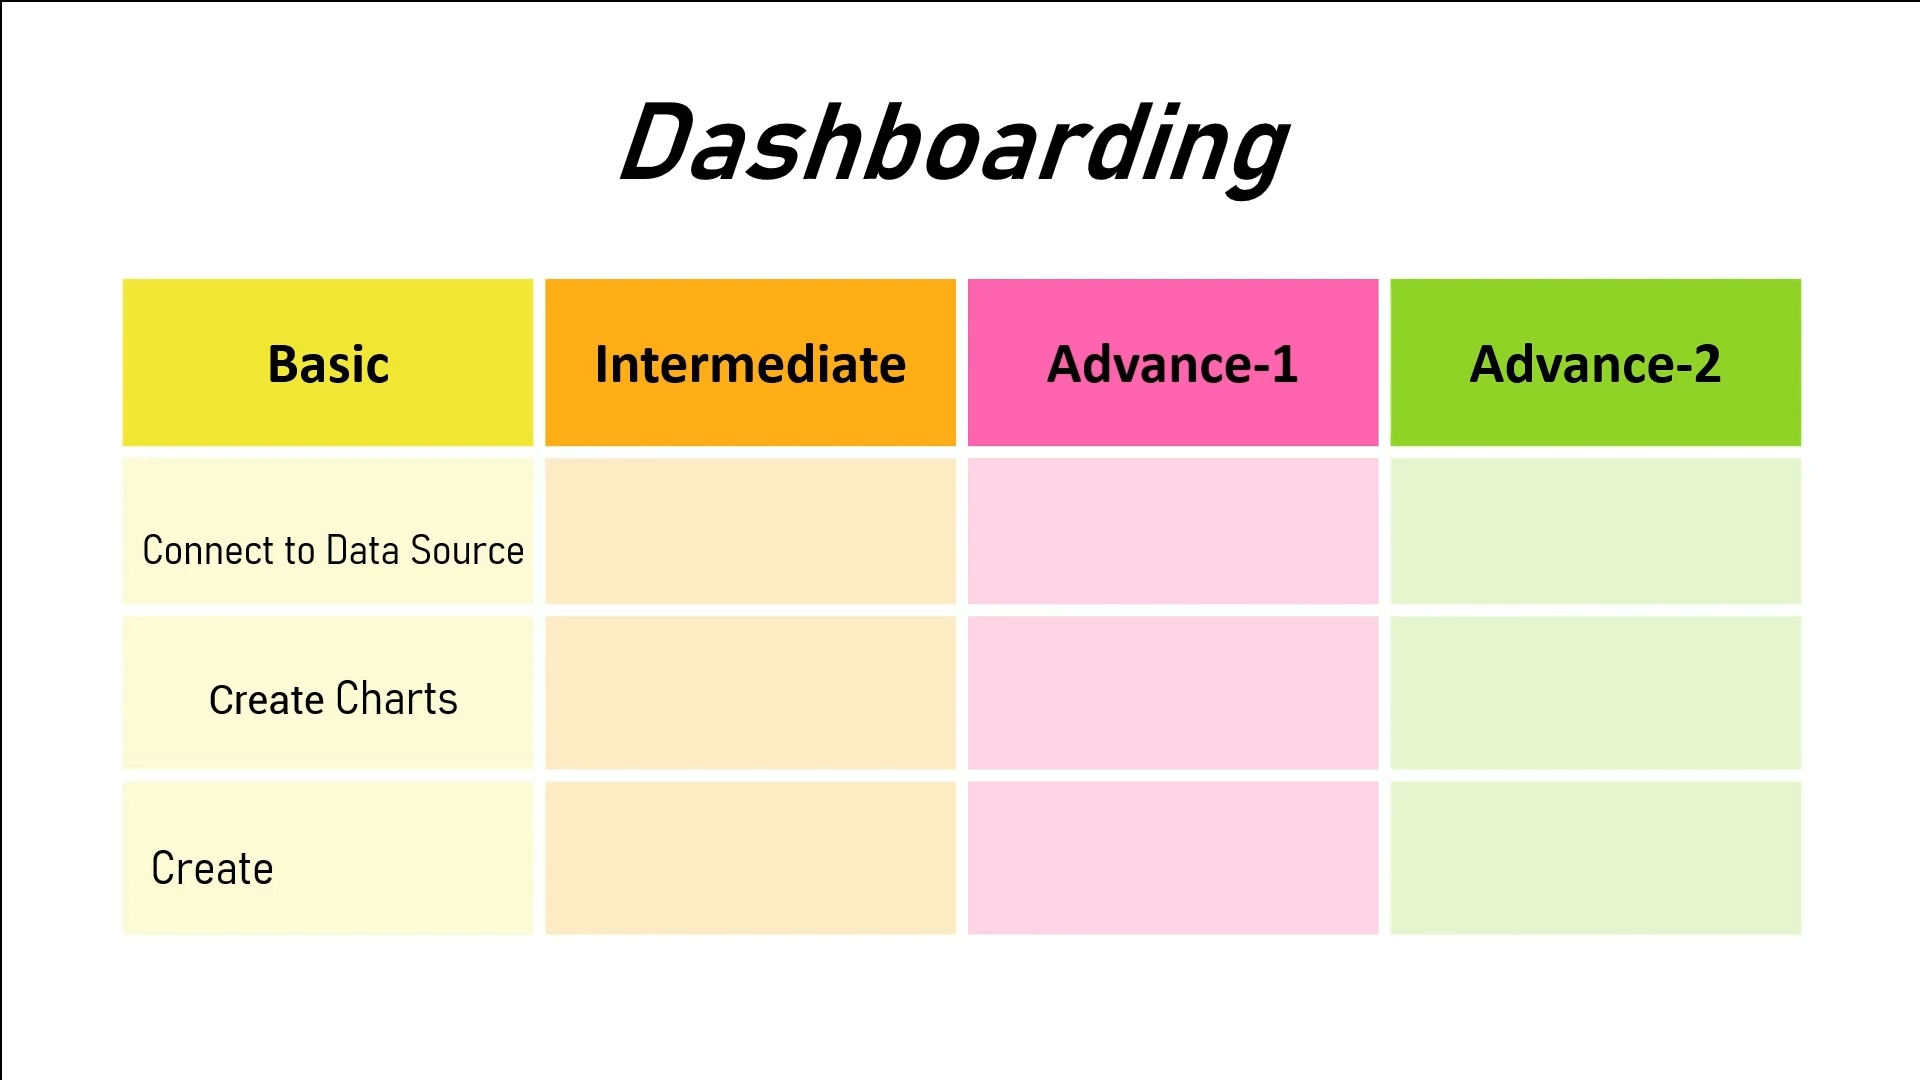 Dashboarding
Basic
Intermediate
Advance-1
Advance-2
Connect to Data Source
Create Charts
Create